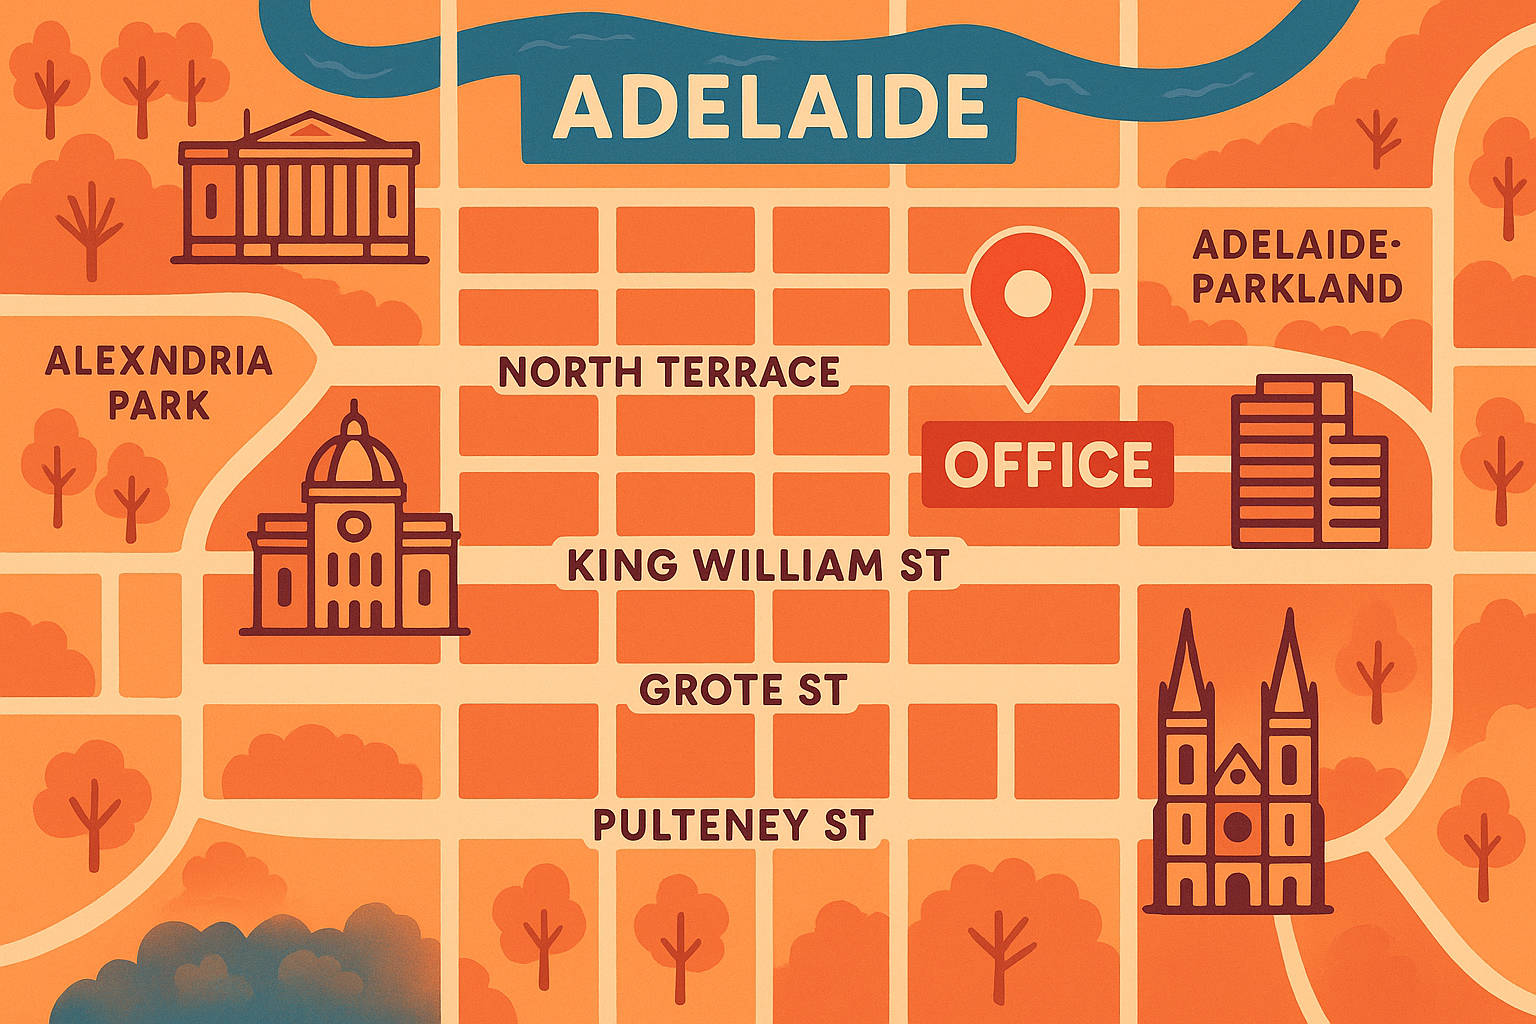 ADELAIDE
ADELAIDE·
PARKLAND
ALEXNDRIA
PARK
NORTH TERRACE
OFFICE
KING WILLIAM ST
GROTE ST
PULTENEY ST